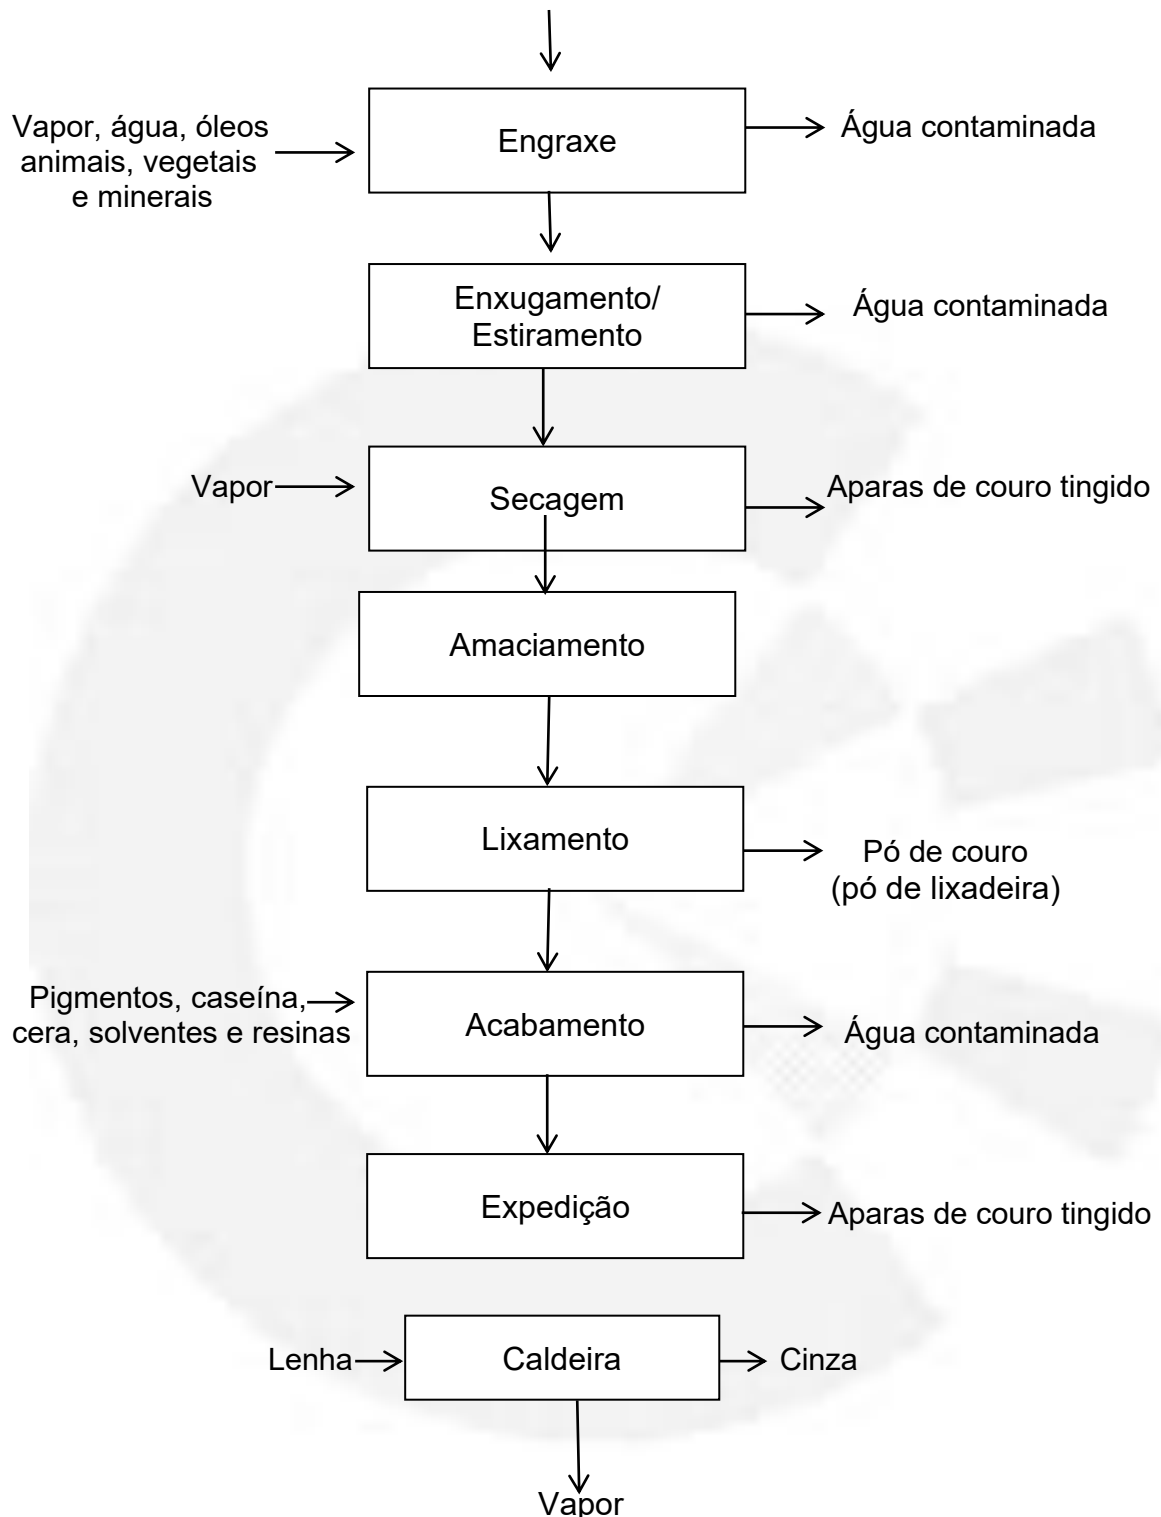 Vapor, água, óleos
animais, vegetais
e minerais
Engraxe
Água contaminada
Enxugamento/
Estiramento
Água contaminada
Vapor
Secagem
Aparas de couro tingido
Amaciamento
Lixamento
Pó de couro
(pó de lixadeira)
Pigmentos, caseína,
cera, solventes e resinas
Acabamento
Água contaminada
Expedição
Aparas de couro tingido
Lenha
Caldeira
Cinza
Vapor